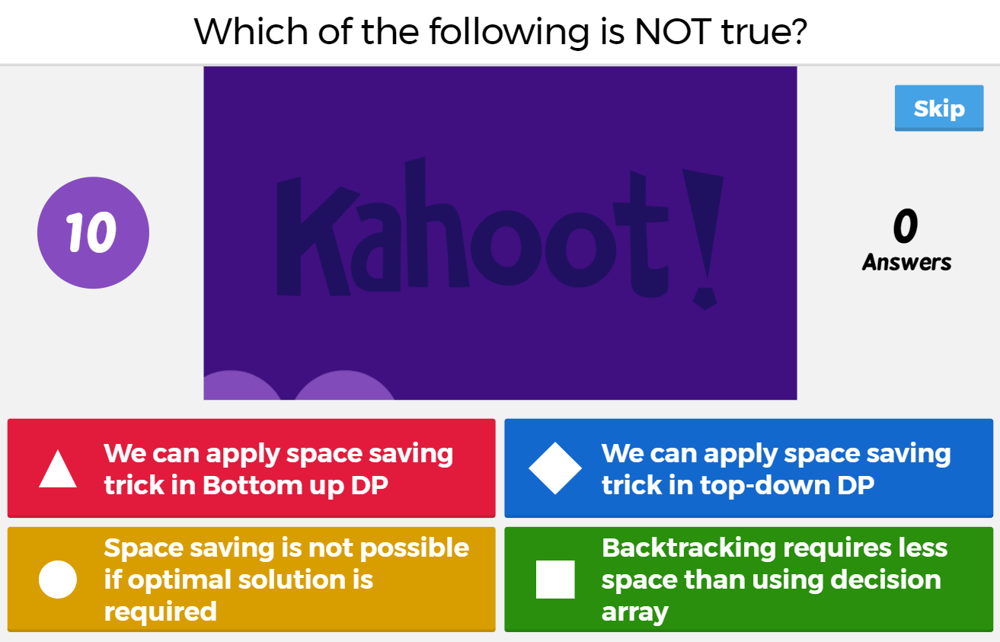 Which of the following is NOT true?
Skip
10
Kahoot!
0
Answers
We can apply space saving
trick in Bottom up DP
We can apply space saving
trick in top-down DP
Space saving is not possible
if optimal solution is
required
Backtracking requires less
space than using decision
array